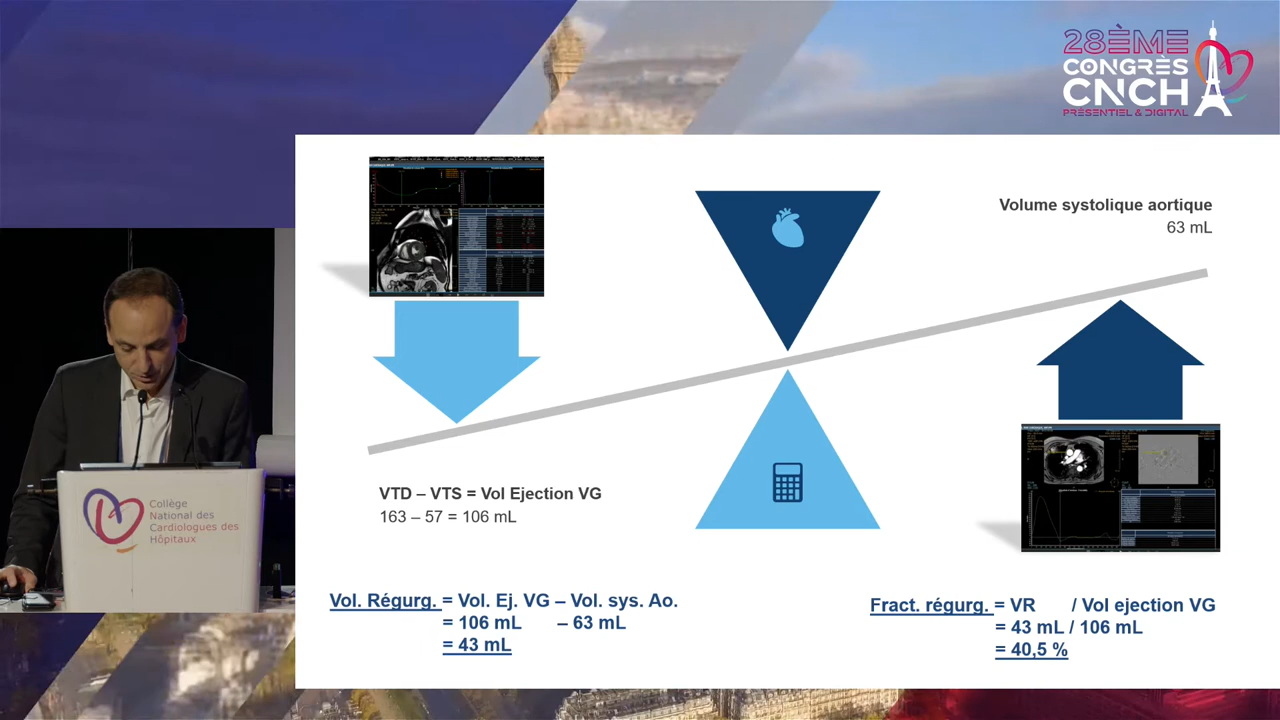 28ÈME
CONGRÈS
CNCH
PRÉSENTIEL & DIGITAL
Volume systolique aortique
63 mL
VTD – VTS = Vol Ejection VG
163 – 57 = 106 mL
Collège
National des
Cardiologues des
Hôpitaux
Vol. Régurg. = Vol. Ej. VG – Vol. sys. Ao.
= 106 mL – 63 mL
= 43 mL
Fract. régurg. = VR / Vol ejection VG
= 43 mL / 106 mL
= 40,5 %